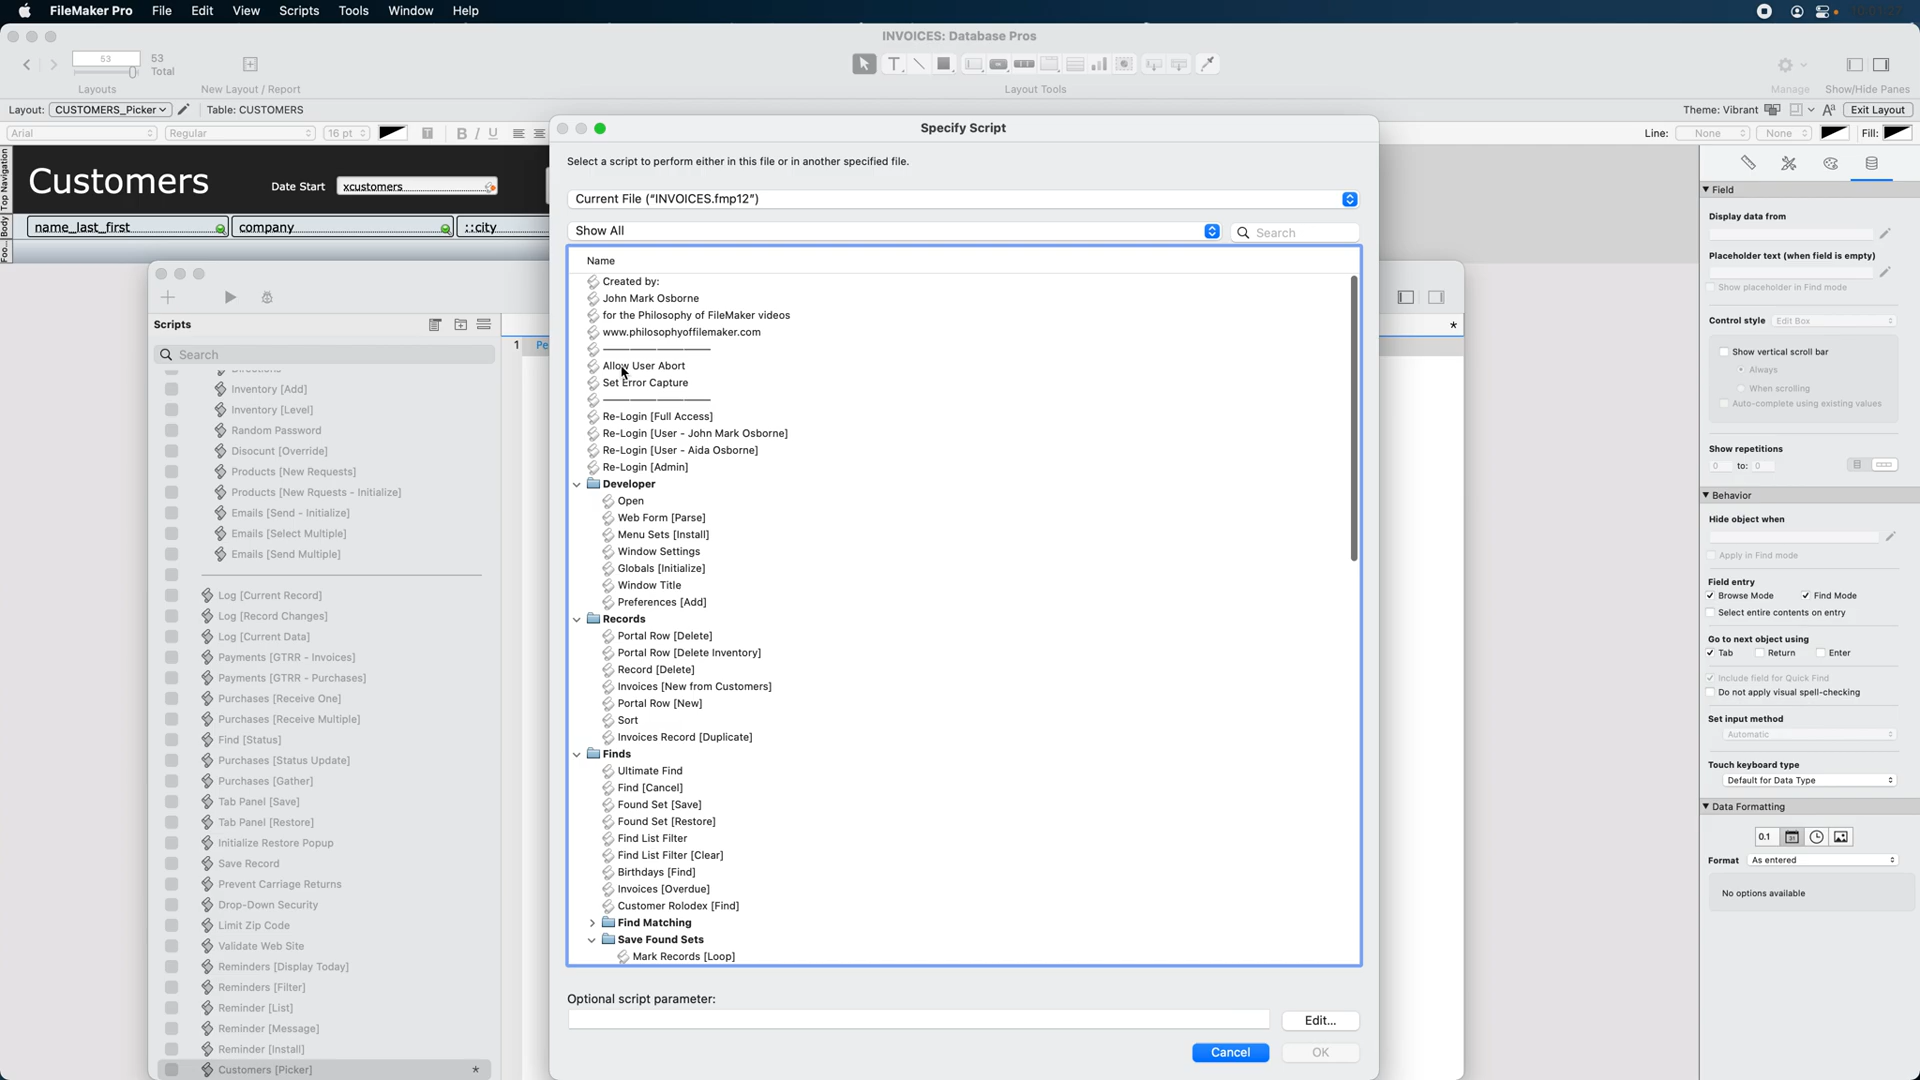 FileMaker Pro File Edit View Scripts Tools Window Help
INVOICES: Database Pros
53 53 Total
Layouts New Layout / Report Layout Tools Manage Show/Hide Panes
Layout: CUSTOMERS_Picker Table: CUSTOMERS Theme: Vibrant Aa Exit Layout
Arial Regular 16 pt B I U Line: None None Fill:
Top Navigation
Customers Date Start xcustomers
Body
name_last_first company ::city
Foo...
Scripts
Search
Directions
Inventory [Add]
Inventory [Level]
Random Password
Disocunt [Override]
Products [New Requests]
Products [New Rquests - Initialize]
Emails [Send - Initialize]
Emails [Select Multiple]
Emails [Send Multiple]
Log [Current Record]
Log [Record Changes]
Log [Current Data]
Payments [GTRR - Invoices]
Payments [GTRR - Purchases]
Purchases [Receive One]
Purchases [Receive Multiple]
Find [Status]
Purchases [Status Update]
Purchases [Gather]
Tab Panel [Save]
Tab Panel [Restore]
Initialize Restore Popup
Save Record
Prevent Carriage Returns
Drop-Down Security
Limit Zip Code
Validate Web Site
Reminders [Display Today]
Reminders [Filter]
Reminder [List]
Reminder [Message]
Reminder [Install]
Customers [Picker] *
1 Pe
*
Specify Script
Select a script to perform either in this file or in another specified file.
Current File ("INVOICES.fmp12")
Show All Search
Name
Created by:
John Mark Osborne
for the Philosophy of FileMaker videos
www.philosophyoffilemaker.com
Allow User Abort
Set Error Capture
Re-Login [Full Access]
Re-Login [User - John Mark Osborne]
Re-Login [User - Aida Osborne]
Re-Login [Admin]
Developer
Open
Web Form [Parse]
Menu Sets [Install]
Window Settings
Globals [Initialize]
Window Title
Preferences [Add]
Records
Portal Row [Delete]
Portal Row [Delete Inventory]
Record [Delete]
Invoices [New from Customers]
Portal Row [New]
Sort
Invoices Record [Duplicate]
Finds
Ultimate Find
Find [Cancel]
Found Set [Save]
Found Set [Restore]
Find List Filter
Find List Filter [Clear]
Birthdays [Find]
Invoices [Overdue]
Customer Rolodex [Find]
Find Matching
Save Found Sets
Mark Records [Loop]
Optional script parameter:
Edit...
Cancel OK
Field
Display data from
Placeholder text (when field is empty)
Show placeholder in Find mode
Control style Edit Box
Show vertical scroll bar
Always
When scrolling
Auto-complete using existing values
Show repetitions
0 to: 0
Behavior
Hide object when
Apply in Find mode
Field entry
Browse Mode Find Mode
Select entire contents on entry
Go to next object using
Tab Return Enter
Include field for Quick Find
Do not apply visual spell-checking
Set input method
Automatic
Touch keyboard type
Default for Data Type
Data Formatting
0.1
Format As entered
No options available